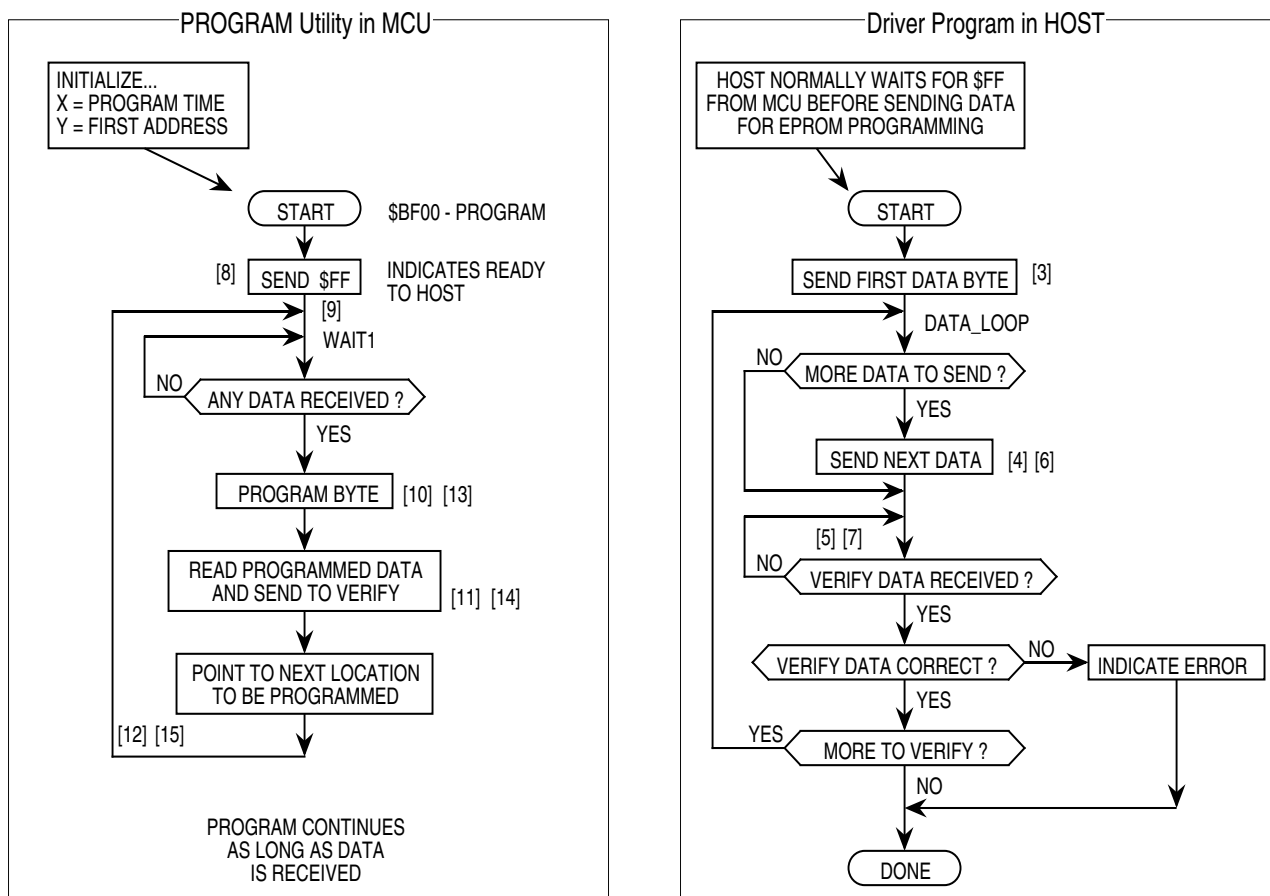 PROGRAM Utility in MCU
INITIALIZE...
X = PROGRAM TIME
Y = FIRST ADDRESS
START
$BF00 - PROGRAM
[8]
SEND $FF
INDICATES READY
TO HOST
[9]
WAIT1
NO
ANY DATA RECEIVED ?
YES
PROGRAM BYTE
[10] [13]
READ PROGRAMMED DATA
AND SEND TO VERIFY
[11] [14]
POINT TO NEXT LOCATION
TO BE PROGRAMMED
[12] [15]
PROGRAM CONTINUES
AS LONG AS DATA
IS RECEIVED
Driver Program in HOST
HOST NORMALLY WAITS FOR $FF
FROM MCU BEFORE SENDING DATA
FOR EPROM PROGRAMMING
START
SEND FIRST DATA BYTE
[3]
DATA_LOOP
NO
MORE DATA TO SEND ?
YES
SEND NEXT DATA
[4] [6]
[5] [7]
NO
VERIFY DATA RECEIVED ?
YES
VERIFY DATA CORRECT ?
NO
INDICATE ERROR
YES
YES
MORE TO VERIFY ?
NO
DONE